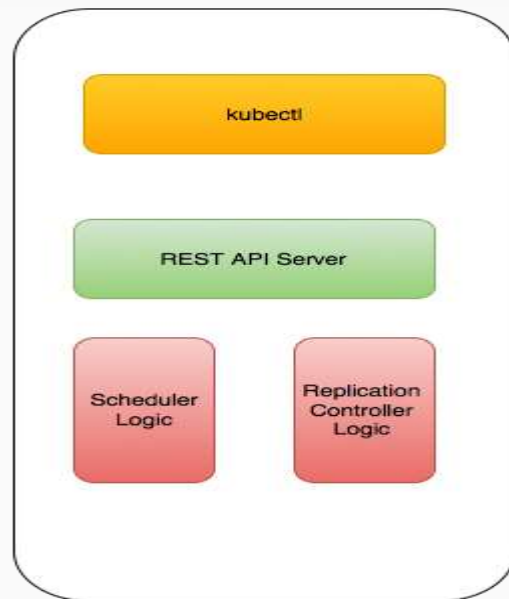 kubectl
REST API Server
Scheduler
Logic
Replication
Controller
Logic